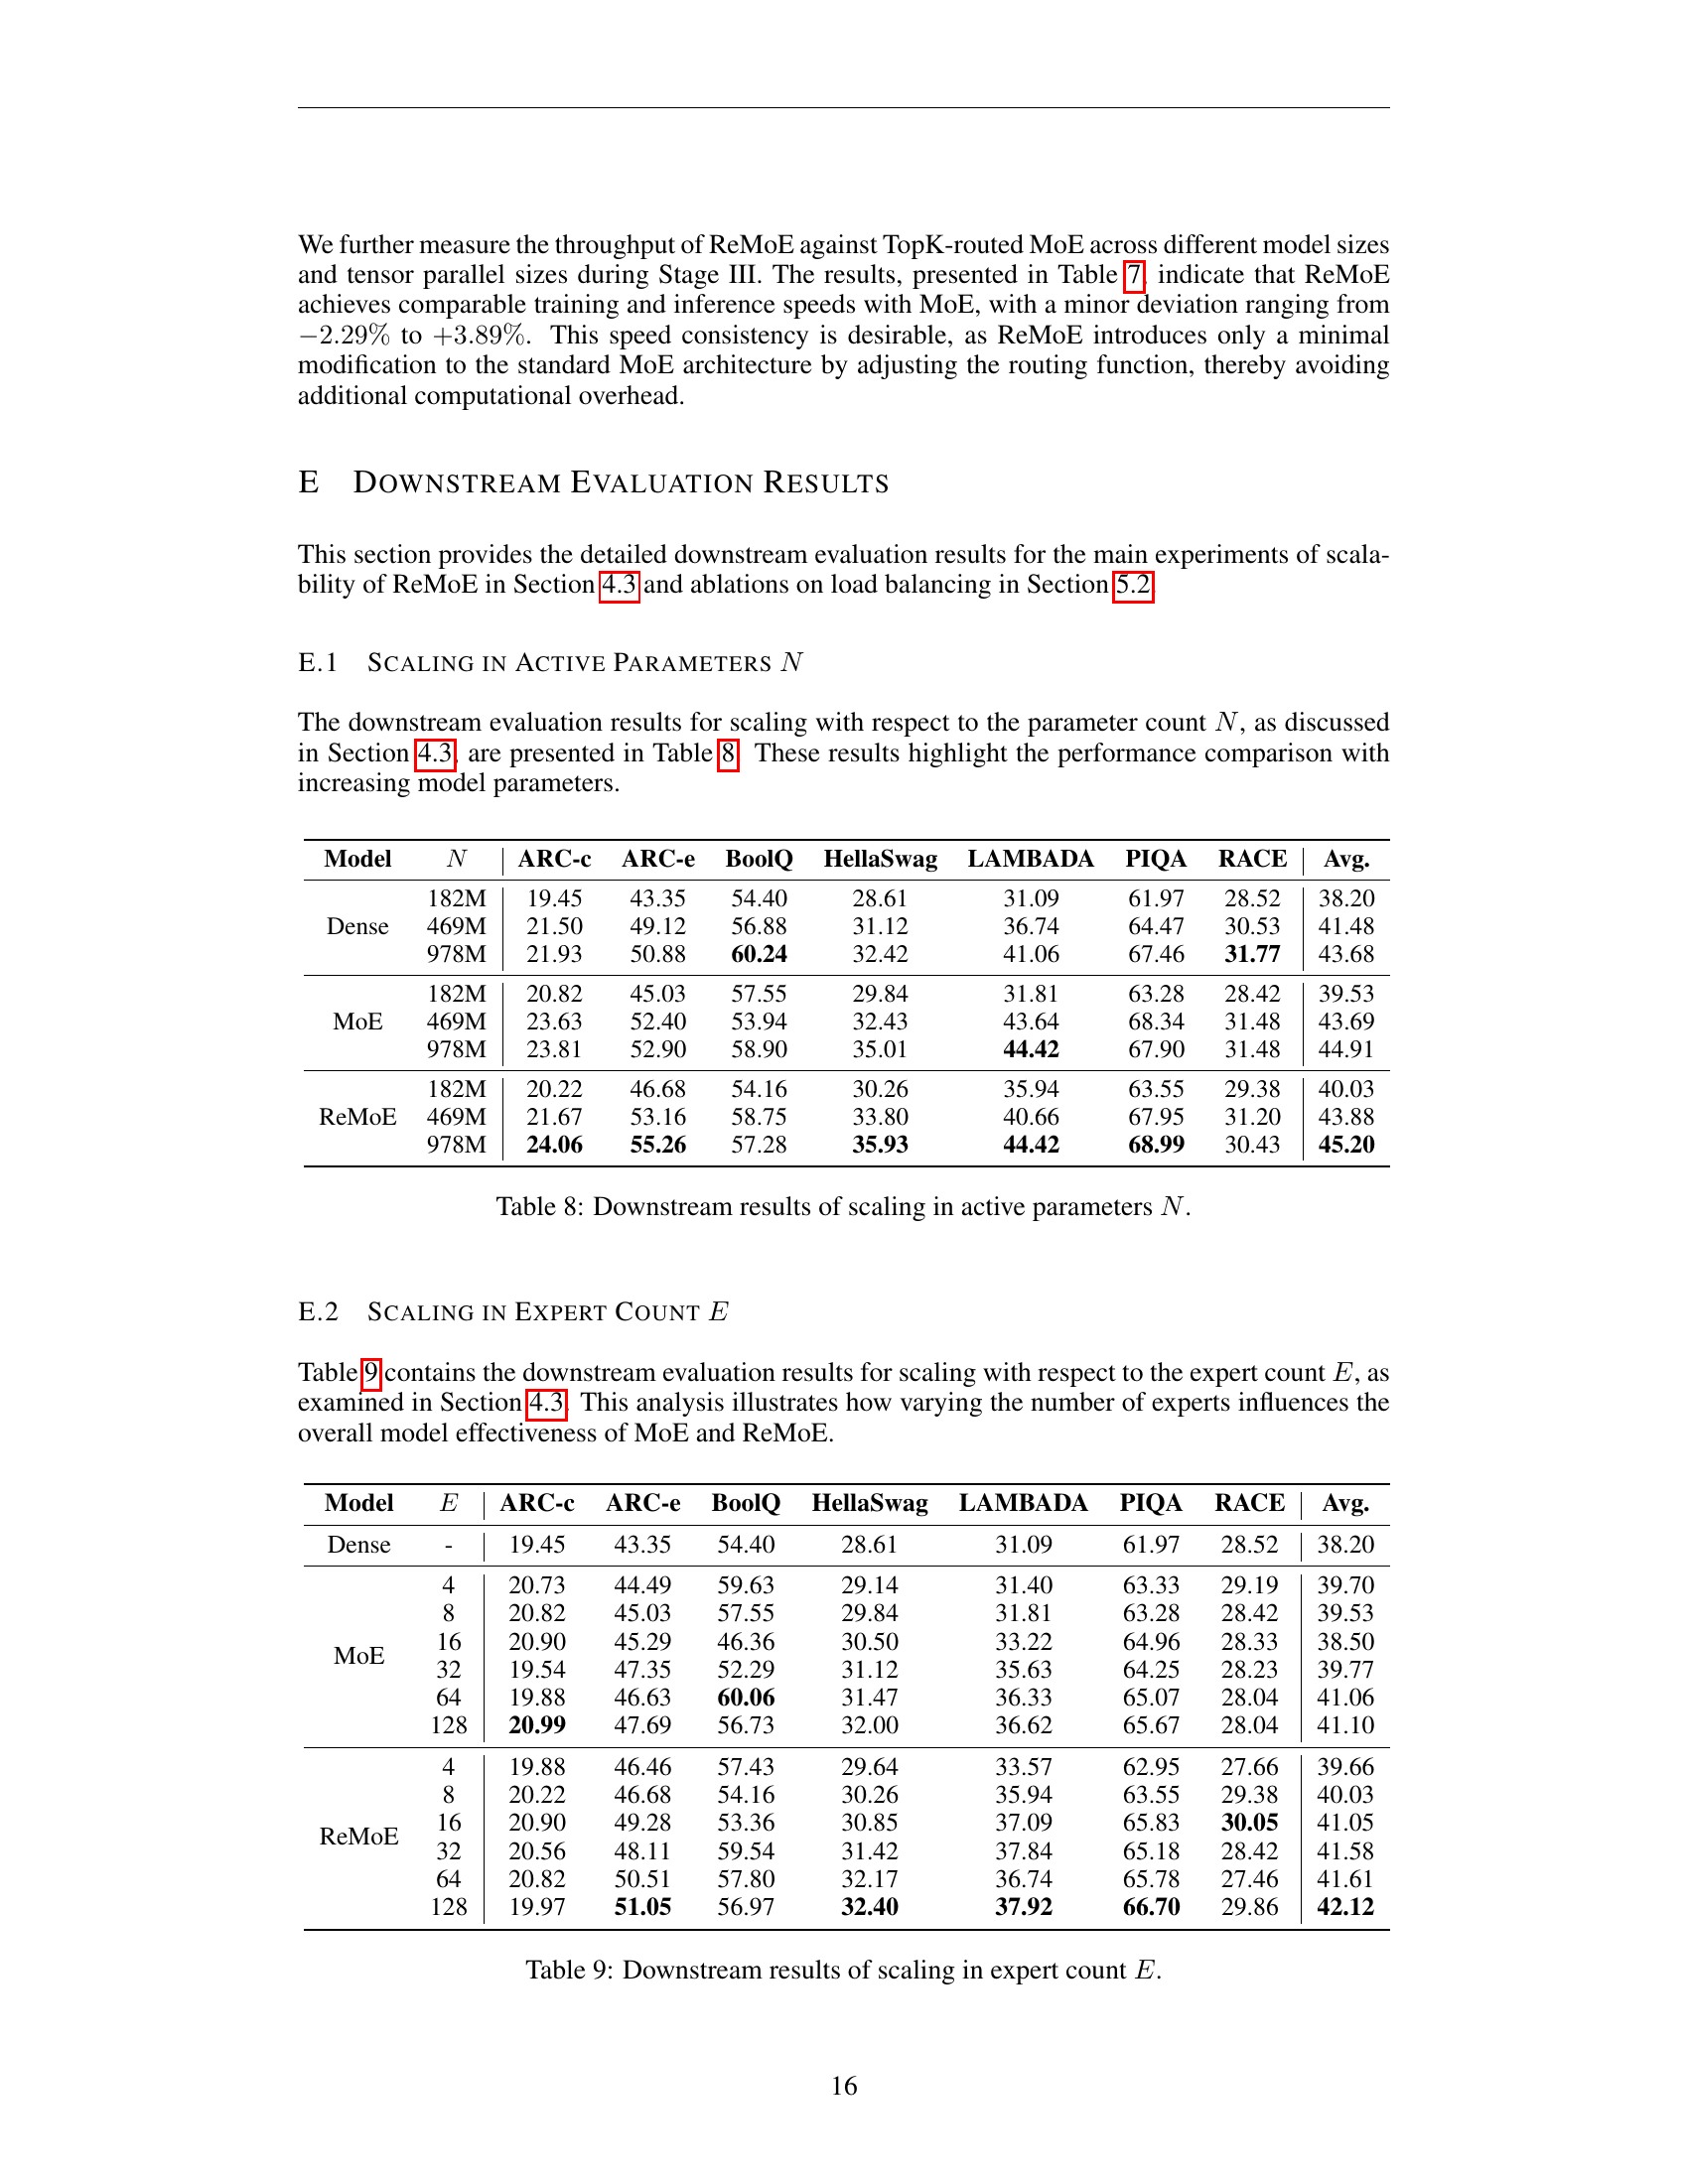 We further measure the throughput of ReMoE against TopK-routed MoE across different model sizes
and tensor parallel sizes during Stage III. The results, presented in Table 7, indicate that ReMoE
achieves comparable training and inference speeds with MoE, with a minor deviation ranging from
−2.29% to +3.89%. This speed consistency is desirable, as ReMoE introduces only a minimal
modification to the standard MoE architecture by adjusting the routing function, thereby avoiding
additional computational overhead.
E DOWNSTREAM EVALUATION RESULTS
This section provides the detailed downstream evaluation results for the main experiments of scala-
bility of ReMoE in Section 4.3 and ablations on load balancing in Section 5.2.
E.1 SCALING IN ACTIVE PARAMETERS N
The downstream evaluation results for scaling with respect to the parameter count N, as discussed
in Section 4.3, are presented in Table 8. These results highlight the performance comparison with
increasing model parameters.
Model N ARC-c ARC-e BoolQ HellaSwag LAMBADA PIQA RACE Avg.
182M 19.45 43.35 54.40 28.61 31.09 61.97 28.52 38.20
Dense 469M 21.50 49.12 56.88 31.12 36.74 64.47 30.53 41.48
978M 21.93 50.88 60.24 32.42 41.06 67.46 31.77 43.68
182M 20.82 45.03 57.55 29.84 31.81 63.28 28.42 39.53
MoE 469M 23.63 52.40 53.94 32.43 43.64 68.34 31.48 43.69
978M 23.81 52.90 58.90 35.01 44.42 67.90 31.48 44.91
182M 20.22 46.68 54.16 30.26 35.94 63.55 29.38 40.03
ReMoE 469M 21.67 53.16 58.75 33.80 40.66 67.95 31.20 43.88
978M 24.06 55.26 57.28 35.93 44.42 68.99 30.43 45.20
Table 8: Downstream results of scaling in active parameters N.
E.2 SCALING IN EXPERT COUNT E
Table 9 contains the downstream evaluation results for scaling with respect to the expert count E, as
examined in Section 4.3. This analysis illustrates how varying the number of experts influences the
overall model effectiveness of MoE and ReMoE.
Model E ARC-c ARC-e BoolQ HellaSwag LAMBADA PIQA RACE Avg.
Dense - 19.45 43.35 54.40 28.61 31.09 61.97 28.52 38.20
4 20.73 44.49 59.63 29.14 31.40 63.33 29.19 39.70
8 20.82 45.03 57.55 29.84 31.81 63.28 28.42 39.53
16 20.90 45.29 46.36 30.50 33.22 64.96 28.33 38.50
MoE
32 19.54 47.35 52.29 31.12 35.63 64.25 28.23 39.77
64 19.88 46.63 60.06 31.47 36.33 65.07 28.04 41.06
128 20.99 47.69 56.73 32.00 36.62 65.67 28.04 41.10
4 19.88 46.46 57.43 29.64 33.57 62.95 27.66 39.66
8 20.22 46.68 54.16 30.26 35.94 63.55 29.38 40.03
16 20.90 49.28 53.36 30.85 37.09 65.83 30.05 41.05
ReMoE
32 20.56 48.11 59.54 31.42 37.84 65.18 28.42 41.58
64 20.82 50.51 57.80 32.17 36.74 65.78 27.46 41.61
128 19.97 51.05 56.97 32.40 37.92 66.70 29.86 42.12
Table 9: Downstream results of scaling in expert count E.
16